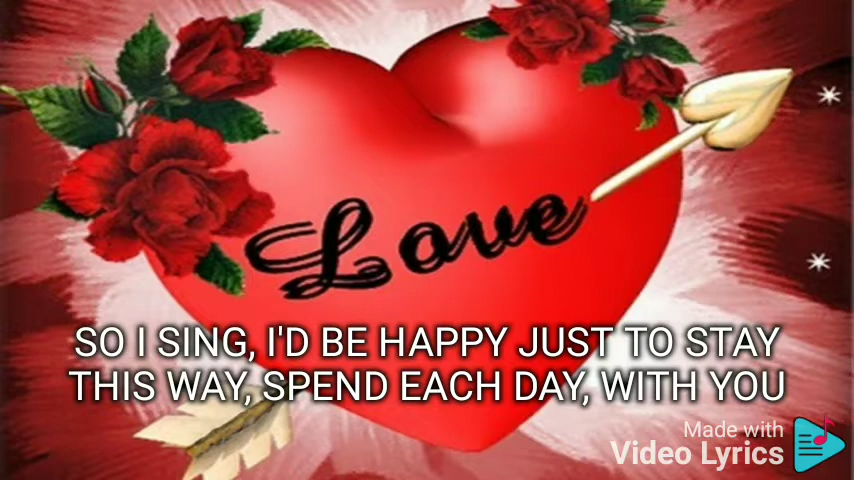 Love
SO I SING, I'D BE HAPPY JUST TO STAY
THIS WAY, SPEND EACH DAY, WITH YOU
Made with
Video Lyrics